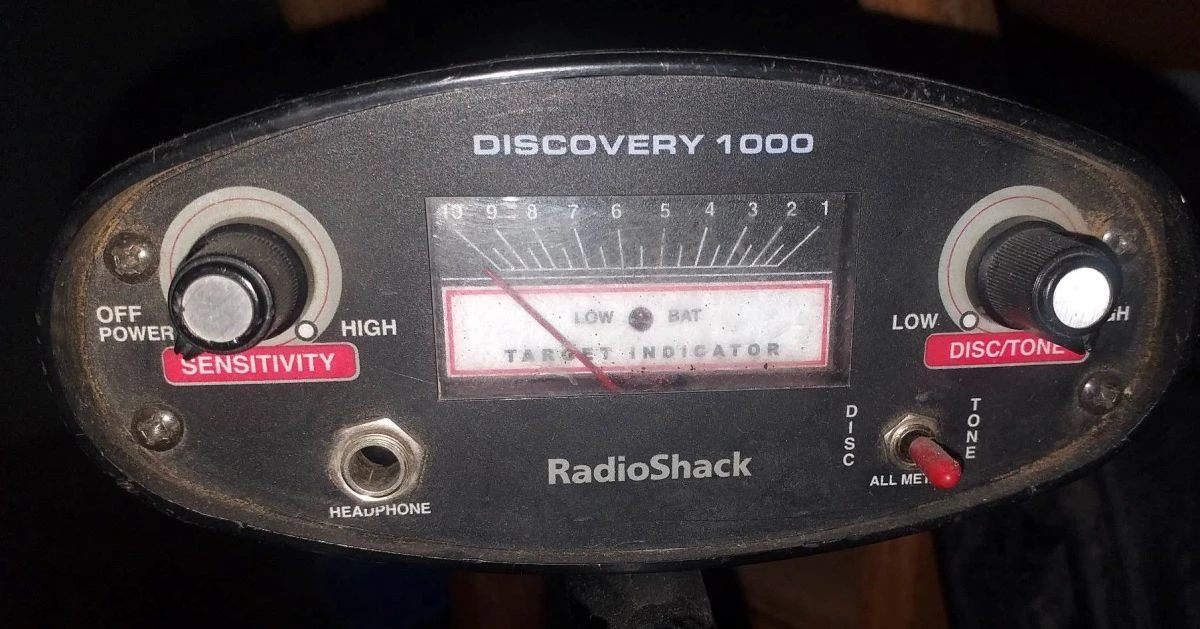 DISCOVERY 1000
10 9 8 7 6 5 4 3 2 1
LOW BAT
TARGET INDICATOR
OFF
POWER
HIGH
SENSITIVITY
LOW
DISC/TONE
HEADPHONE
RadioShack
DISC
TONE
ALL